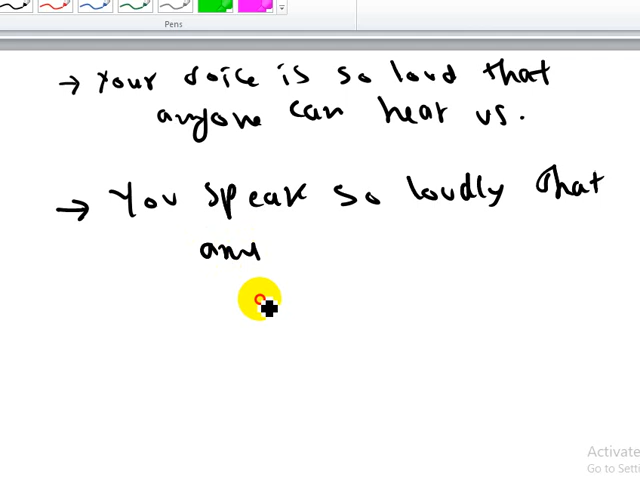 Pens
→ Your voice is so loud that
anyone can hear us.
→ You speak so loudly that
any
Activate
Go to Setti